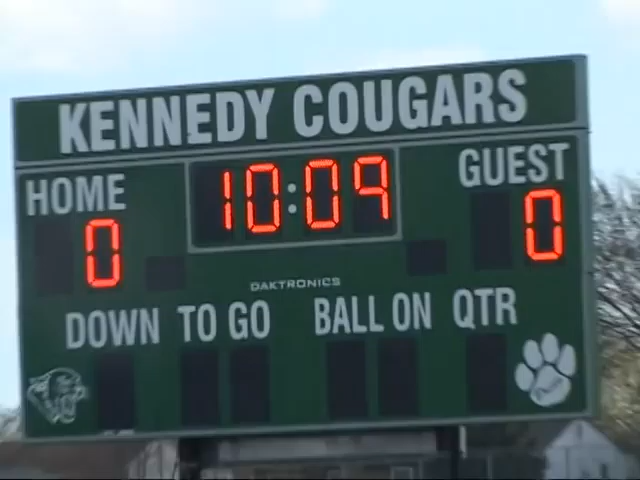 KENNEDY COUGARS
HOME 10:09 GUEST
0 0
DAKTRONICS
DOWN TO GO BALL ON QTR